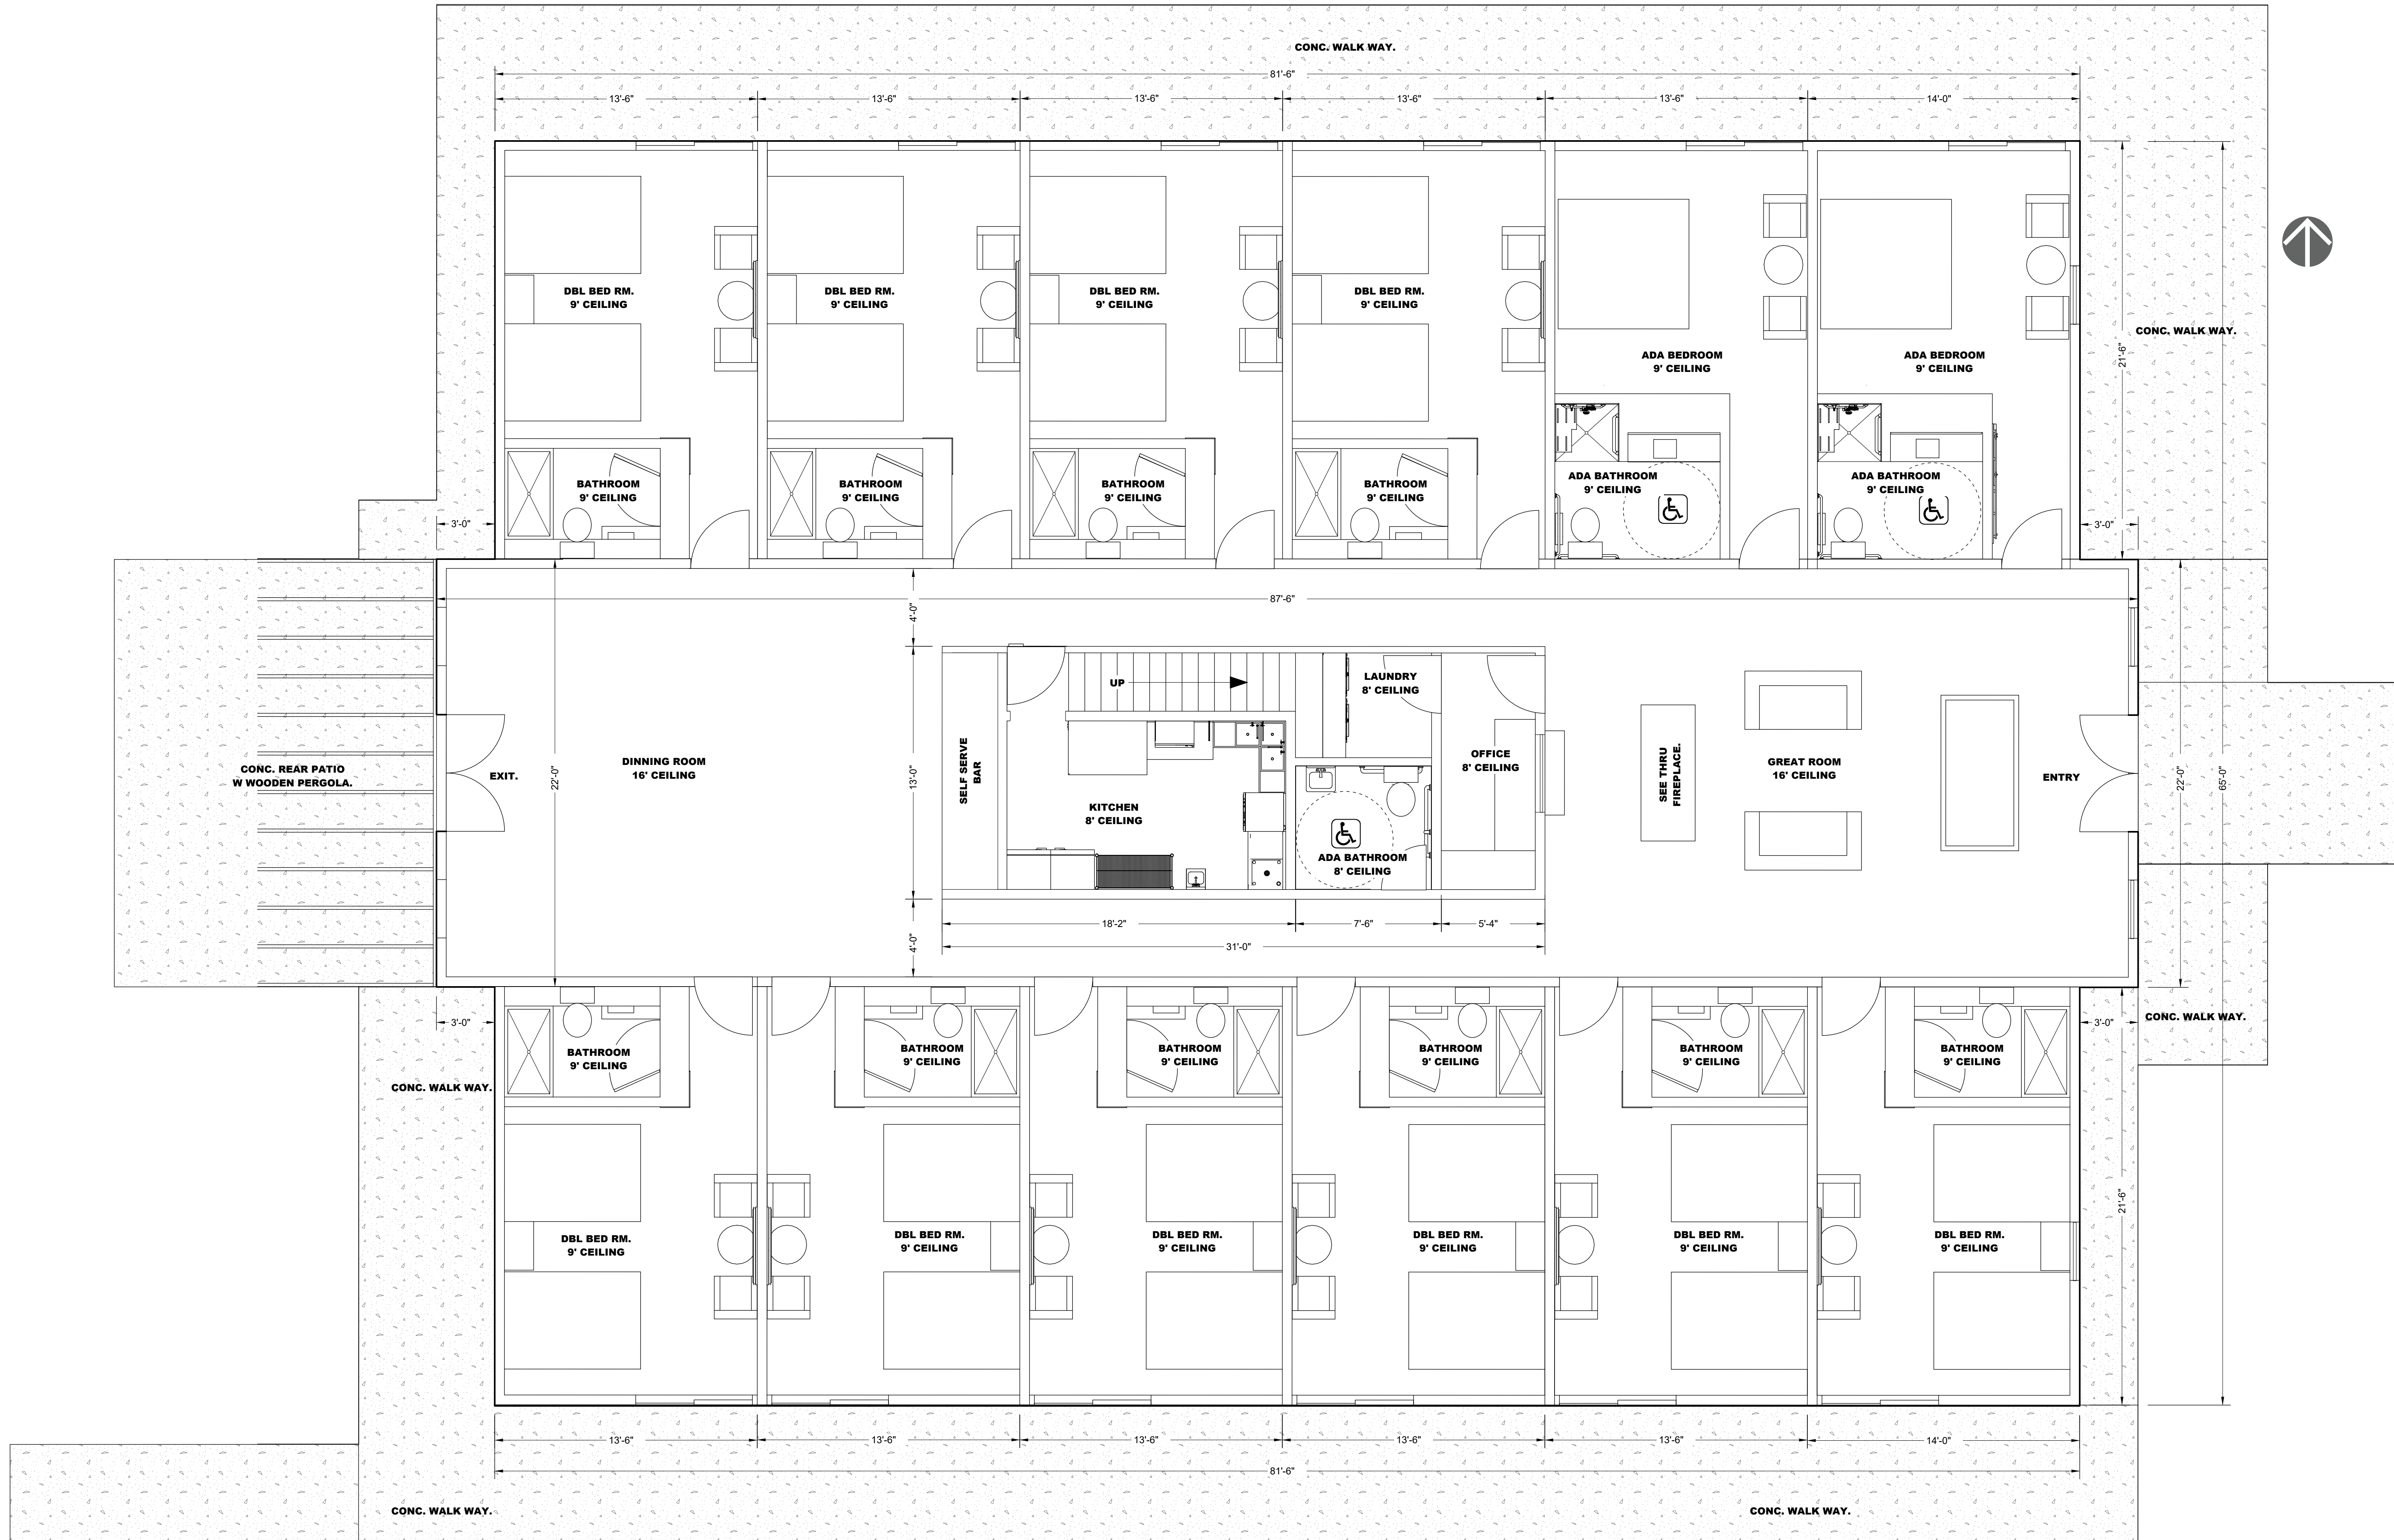 CONC. WALK WAY.
81'-6"
13'-6"
13'-6"
13'-6"
13'-6"
13'-6"
14'-0"
DBL BED RM.
9' CEILING
DBL BED RM.
9' CEILING
DBL BED RM.
9' CEILING
DBL BED RM.
9' CEILING
ADA BEDROOM
9' CEILING
ADA BEDROOM
9' CEILING
CONC. WALK WAY.
21'-6"
BATHROOM
9' CEILING
BATHROOM
9' CEILING
BATHROOM
9' CEILING
BATHROOM
9' CEILING
ADA BATHROOM
9' CEILING
ADA BATHROOM
9' CEILING
3'-0"
3'-0"
87'-6"
4'-0"
UP
LAUNDRY
8' CEILING
CONC. REAR PATIO
W WOODEN PERGOLA.
EXIT.
22'-0"
DINNING ROOM
16' CEILING
13'-0"
SELF SERVE
BAR
KITCHEN
8' CEILING
OFFICE
8' CEILING
ADA BATHROOM
8' CEILING
SEE THRU
FIREPLACE.
GREAT ROOM
16' CEILING
ENTRY
22'-0"
65'-0"
18'-2"
7'-6"
5'-4"
4'-0"
31'-0"
3'-0"
3'-0"
CONC. WALK WAY.
BATHROOM
9' CEILING
BATHROOM
9' CEILING
BATHROOM
9' CEILING
BATHROOM
9' CEILING
BATHROOM
9' CEILING
BATHROOM
9' CEILING
CONC. WALK WAY.
21'-6"
DBL BED RM.
9' CEILING
DBL BED RM.
9' CEILING
DBL BED RM.
9' CEILING
DBL BED RM.
9' CEILING
DBL BED RM.
9' CEILING
DBL BED RM.
9' CEILING
13'-6"
13'-6"
13'-6"
13'-6"
13'-6"
14'-0"
81'-6"
CONC. WALK WAY.
CONC. WALK WAY.